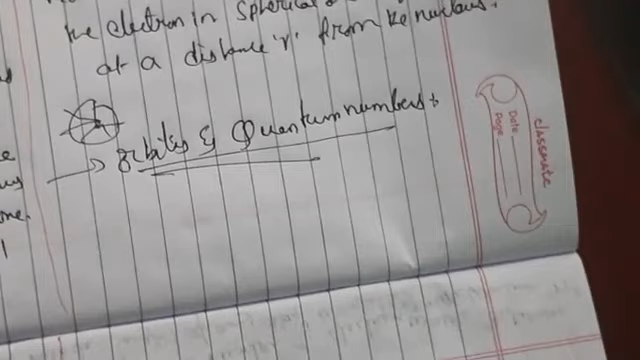 the electron in spherical
at a distance 'r' from the nucleus.
→ Orbitals & Quantum numbers:
classmate
Date
Page